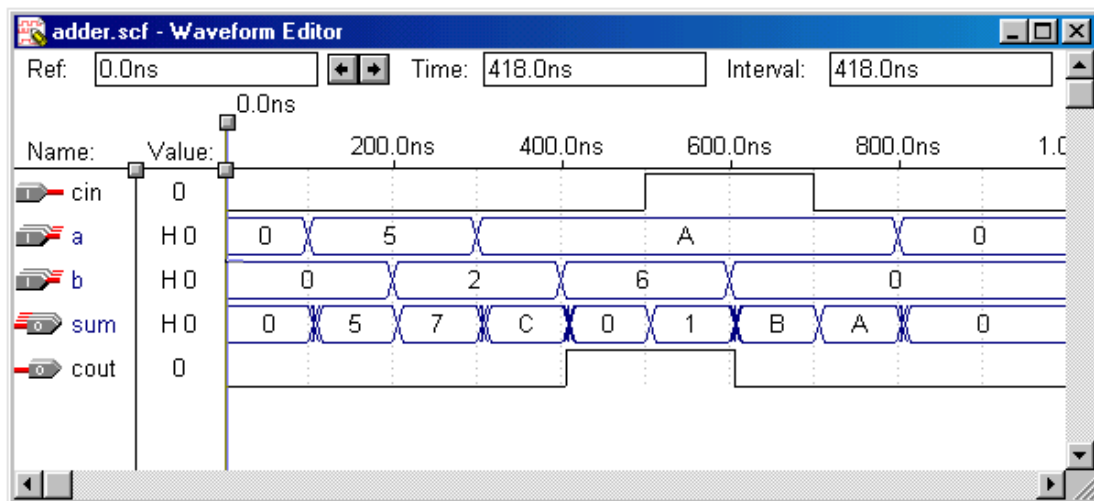 adder.scf - Waveform Editor
Ref: 0.0ns Time: 418.0ns Interval: 418.0ns
0.0ns
Name: Value: 200.0ns 400.0ns 600.0ns 800.0ns 1.0
cin 0
a H 0 0 5 A 0
b H 0 0 2 6 0
sum H 0 0 5 7 C 0 1 B A 0
cout 0